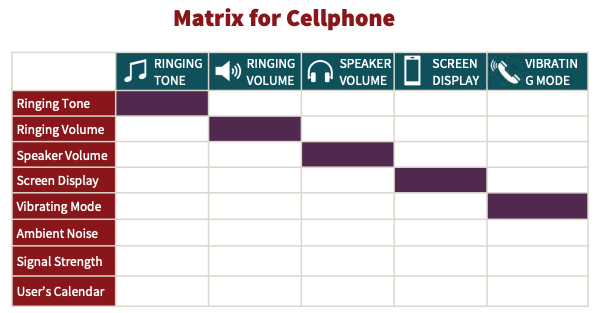 Matrix for Cellphone
RINGING
TONE
RINGING
VOLUME
SPEAKER
VOLUME
SCREEN
DISPLAY
VIBRATIN
G MODE
Ringing Tone
Ringing Volume
Speaker Volume
Screen Display
Vibrating Mode
Ambient Noise
Signal Strength
User's Calendar